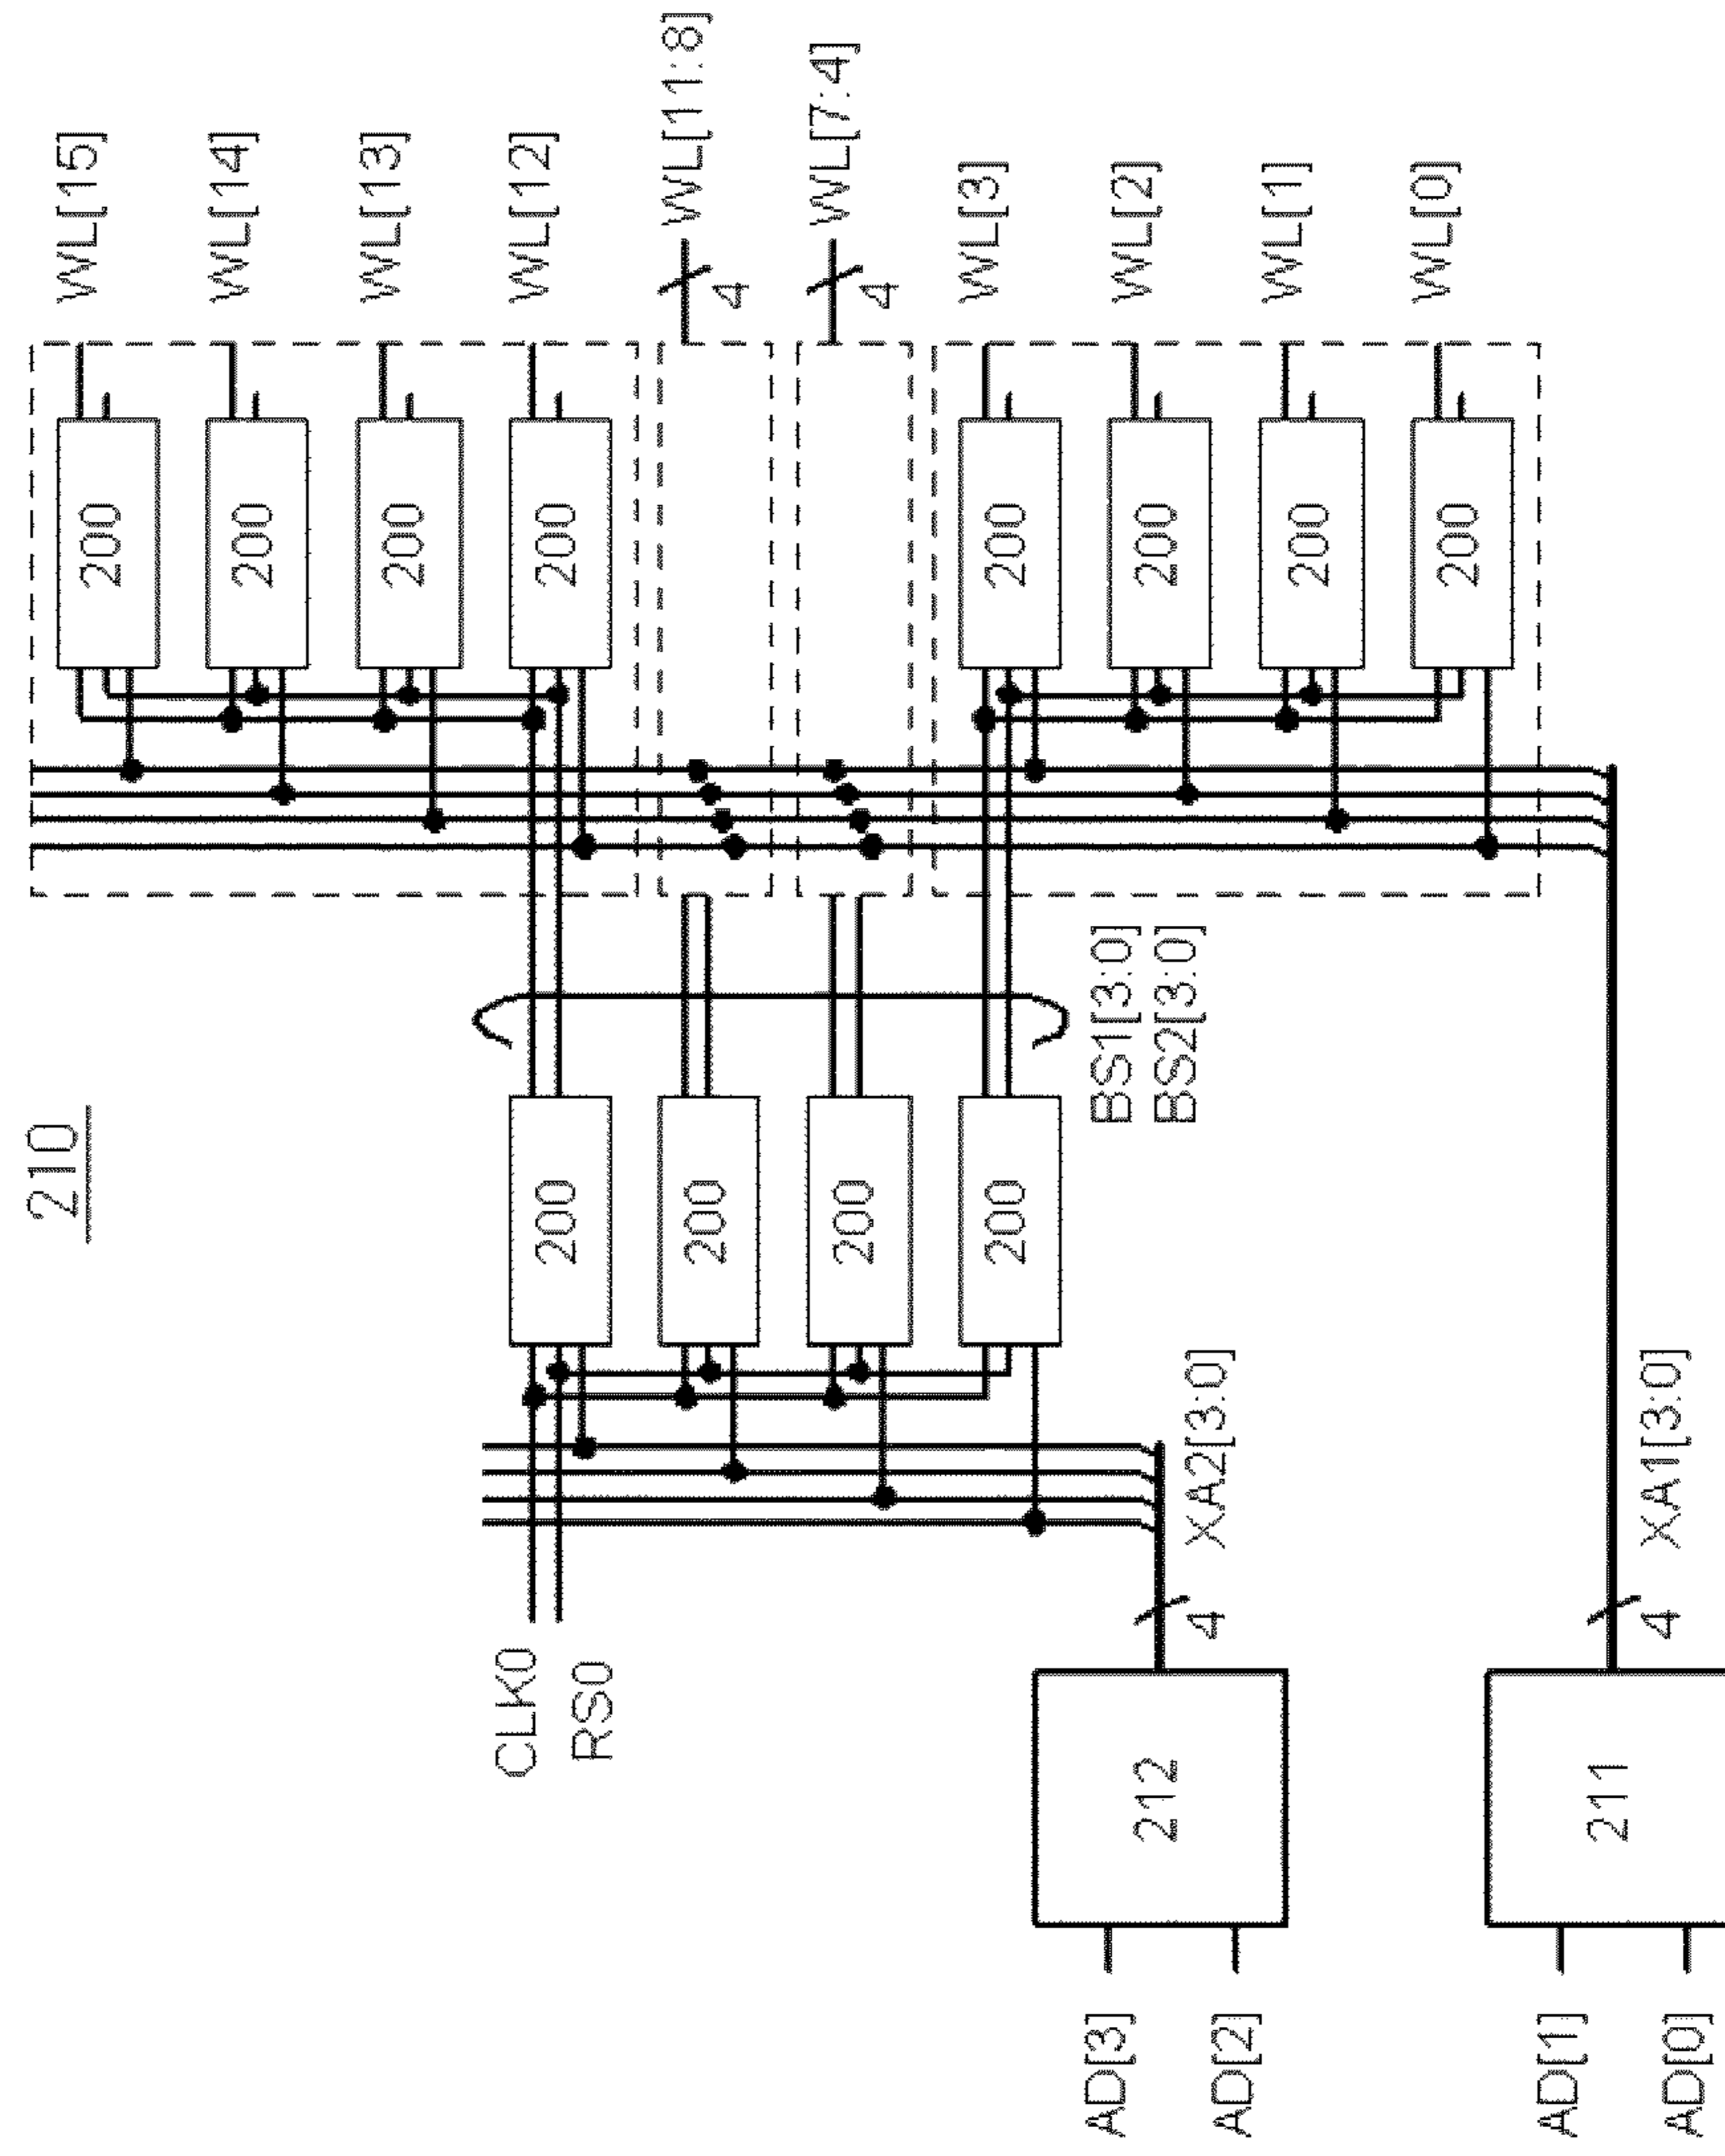 210
WL[15]
200
WL[14]
200
WL[13]
200
CLK0
RS0
200
200
WL[12]
200
WL[11:8]
4
200
WL[7:4]
4
200
200
WL[3]
BS1[3:0]
BS2[3:0]
200
WL[2]
200
WL[1]
200
WL[0]
AD[3]
AD[2]
212
4
XA2[3:0]
AD[1]
AD[0]
211
4
XA1[3:0]